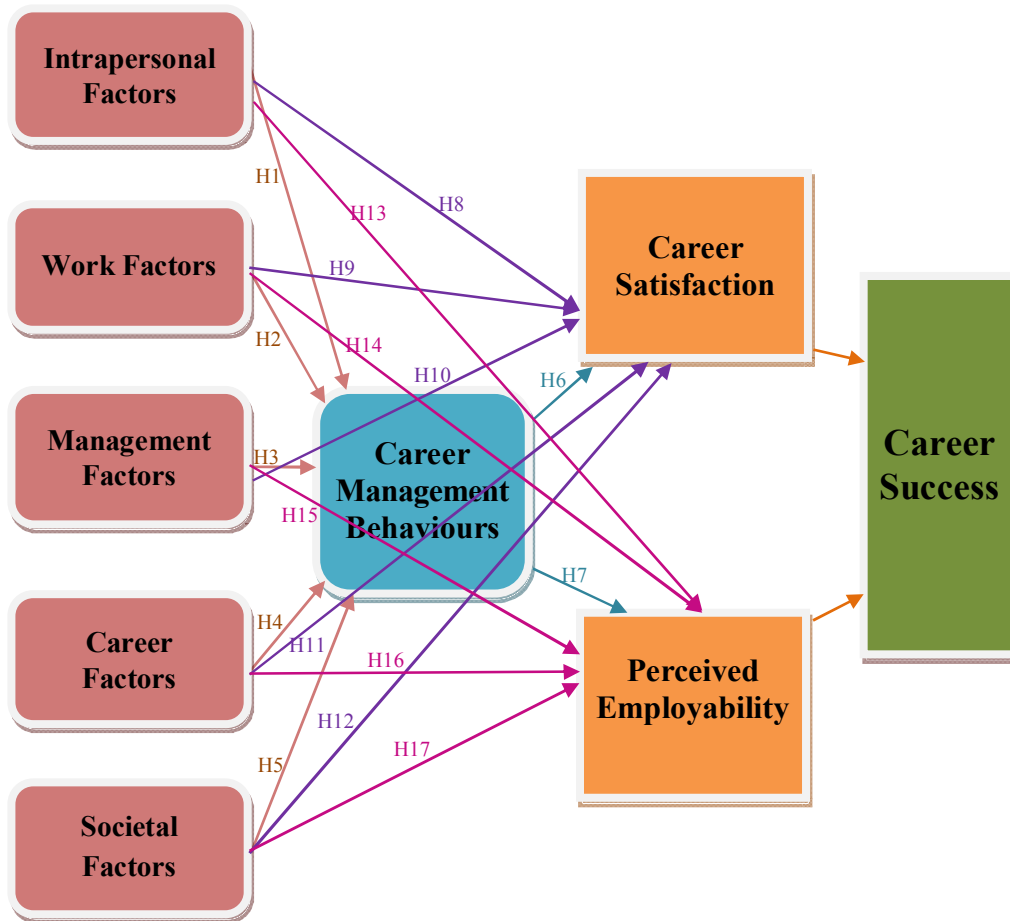 Intrapersonal
Factors
H1
H8
H13
Work Factors
H9
Career
Satisfaction
H2
H14
H10
H6
Management
Factors
H3
Career
Management
Behaviours
Career
Success
H15
H7
Career
Factors
H4
H11
H16
Perceived
Employability
H12
H17
H5
Societal
Factors